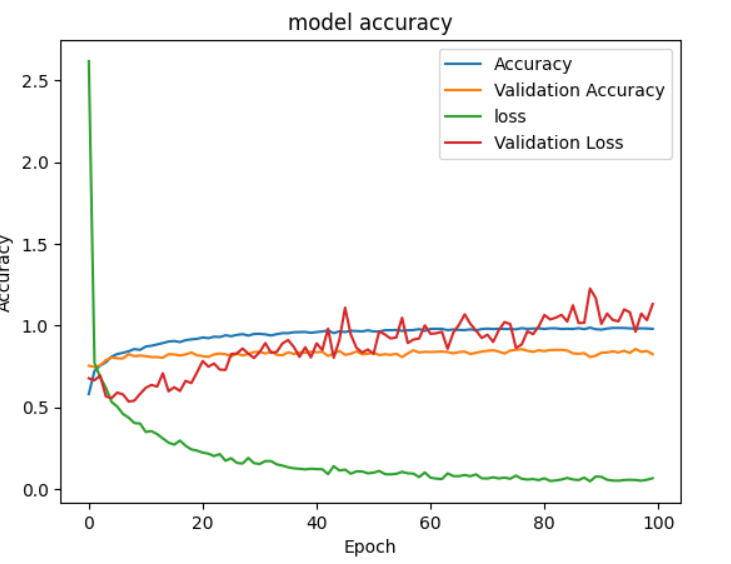 model accuracy
Accuracy
Validation Accuracy
loss
Validation Loss
Accuracy
2.5
2.0
1.5
1.0
0.5
0.0
0 20 40 60 80 100
Epoch